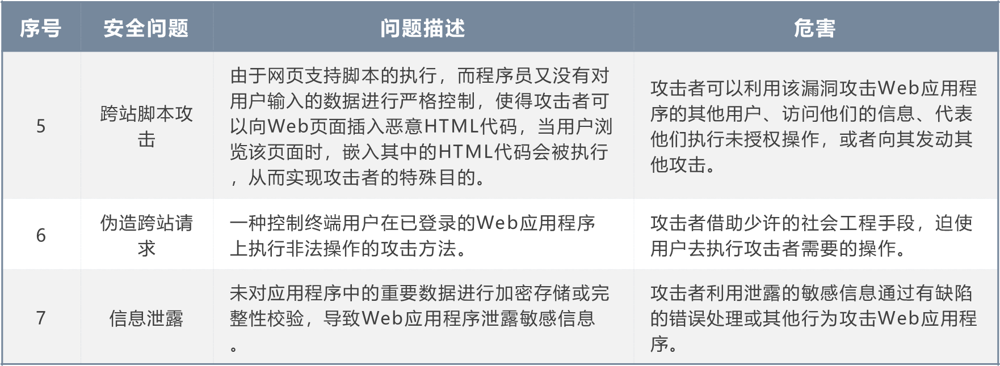 序号 安全问题 问题描述 危害
5
跨站脚本攻
击
由于网页支持脚本的执行，而程序员又没有对
用户输入的数据进行严格控制，使得攻击者可
以向Web页面插入恶意HTML代码，当用户浏
览该页面时，嵌入其中的HTML代码会被执行
，从而实现攻击者的特殊目的。
攻击者可以利用该漏洞攻击Web应用程
序的其他用户、访问他们的信息、代表
他们执行未授权操作，或者向其发动其
他攻击。
6
伪造跨站请
求
一种控制终端用户在已登录的Web应用程序
上执行非法操作的攻击方法。
攻击者借助少许的社会工程手段，迫使
用户去执行攻击者需要的操作。
7
信息泄露
未对应用程序中的重要数据进行加密存储或完
整性校验，导致Web应用程序泄露敏感信息
。
攻击者利用泄露的敏感信息通过有缺陷
的错误处理或其他行为攻击Web应用程
序。